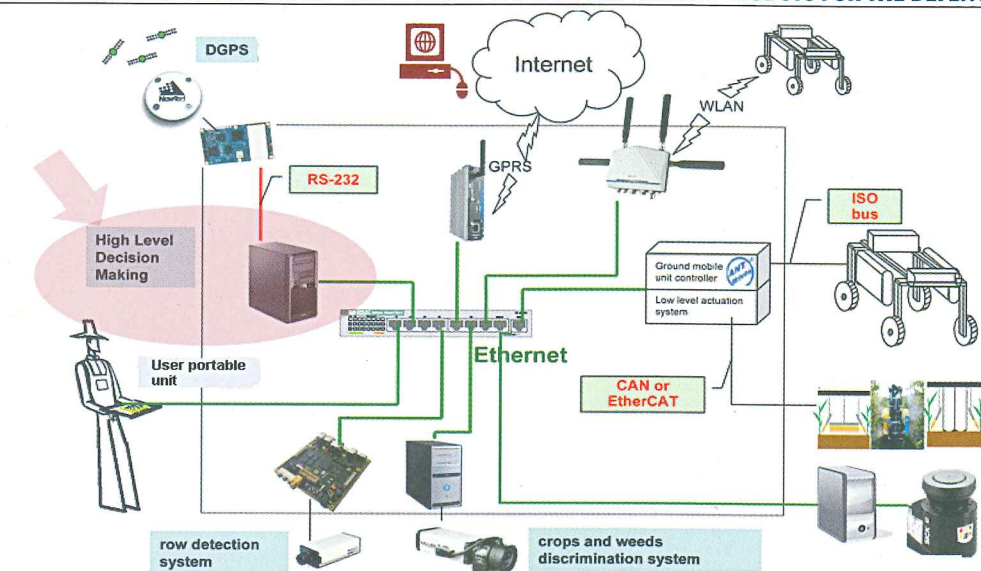 DGPS
Internet
WLAN
GPRS
RS-232
ISO
bus
High Level
Decision
Making
Ground mobile
unit controller
Low level actuation
system
Ethernet
User portable
unit
CAN or
EtherCAT
row detection
system
crops and weeds
discrimination system